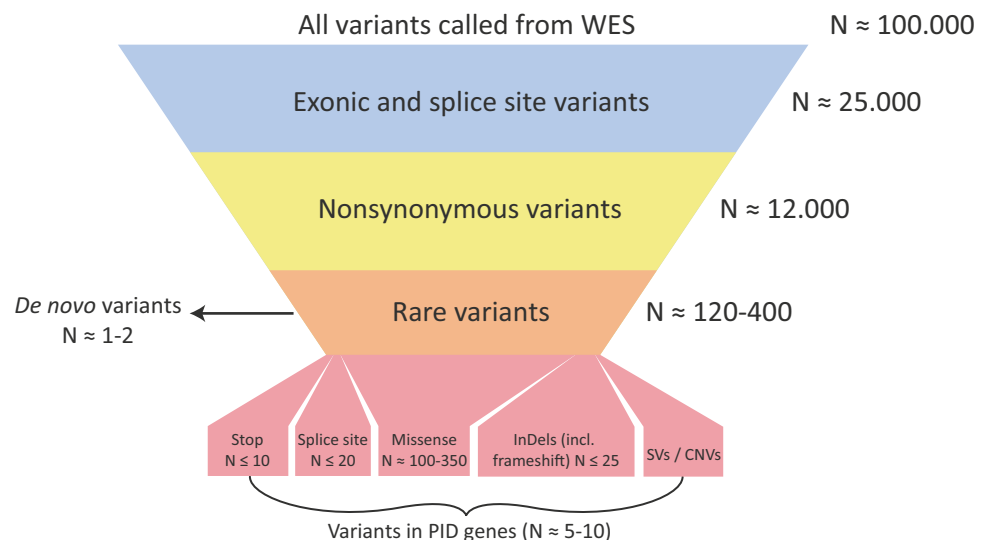 All variants called from WES N ≈ 100.000
Exonic and splice site variants N ≈ 25.000
Nonsynonymous variants N ≈ 12.000
De novo variants
N ≈ 1-2
Rare variants N ≈ 120-400
Stop
N ≤ 10
Splice site
N ≤ 20
Missense
N ≈ 100-350
InDels (incl.
frameshift) N ≤ 25
SVs / CNVs
Variants in PID genes (N ≈ 5-10)